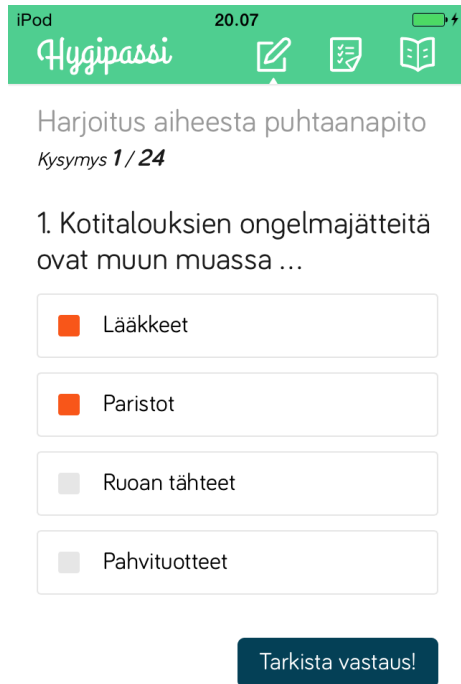 iPod 20.07
Hygipassi
Harjoitus aiheesta puhtaanapito
Kysymys 1 / 24
1. Kotitalouksien ongelmajätteitä
ovat muun muassa ...
Lääkkeet
Paristot
Ruoan tähteet
Pahvituotteet
Tarkista vastaus!